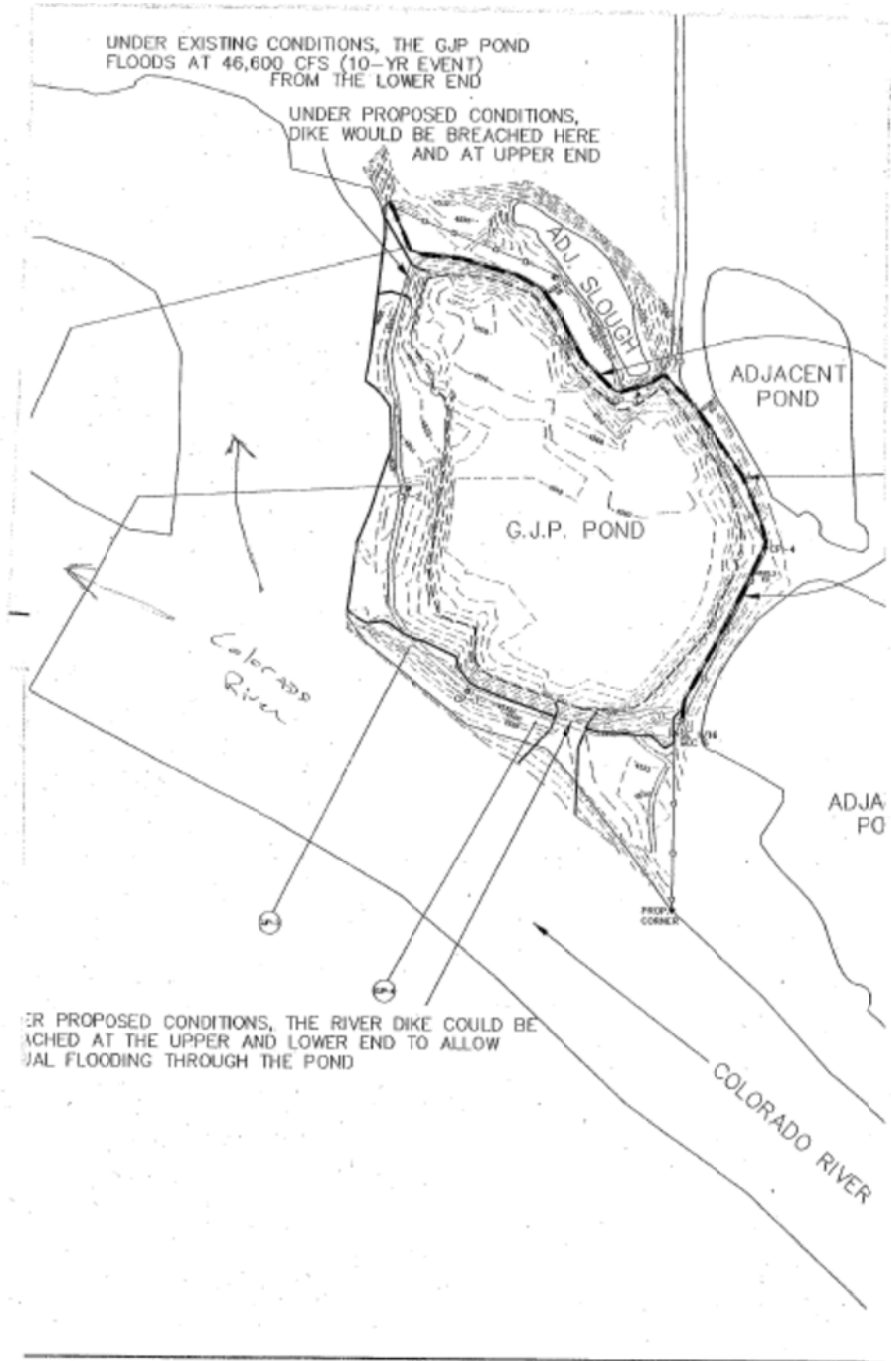 UNDER EXISTING CONDITIONS, THE GJP POND
FLOODS AT 46,600 CFS (10-YR EVENT)
FROM THE LOWER END
UNDER PROPOSED CONDITIONS,
DIKE WOULD BE BREACHED HERE
AND AT UPPER END
ADJ SLOUGH
ADJACENT
POND
G.J.P. POND
Colorado
River
ADJA
PO
PROP.
CORNER
ER PROPOSED CONDITIONS, THE RIVER DIKE COULD BE
ACHED AT THE UPPER AND LOWER END TO ALLOW
UAL FLOODING THROUGH THE POND
COLORADO RIVER